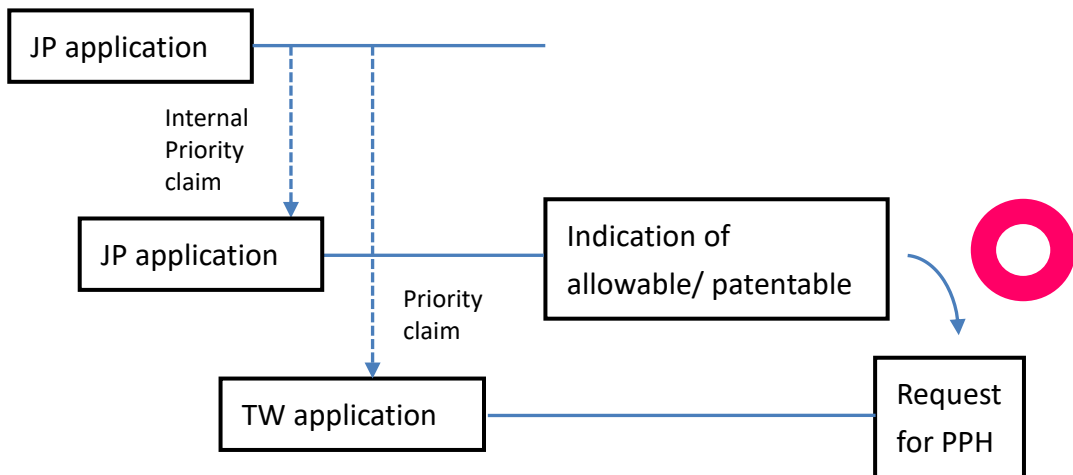 JP application
Internal
Priority
claim
JP application
Indication of
allowable/ patentable
Priority
claim
TW application
Request
for PPH